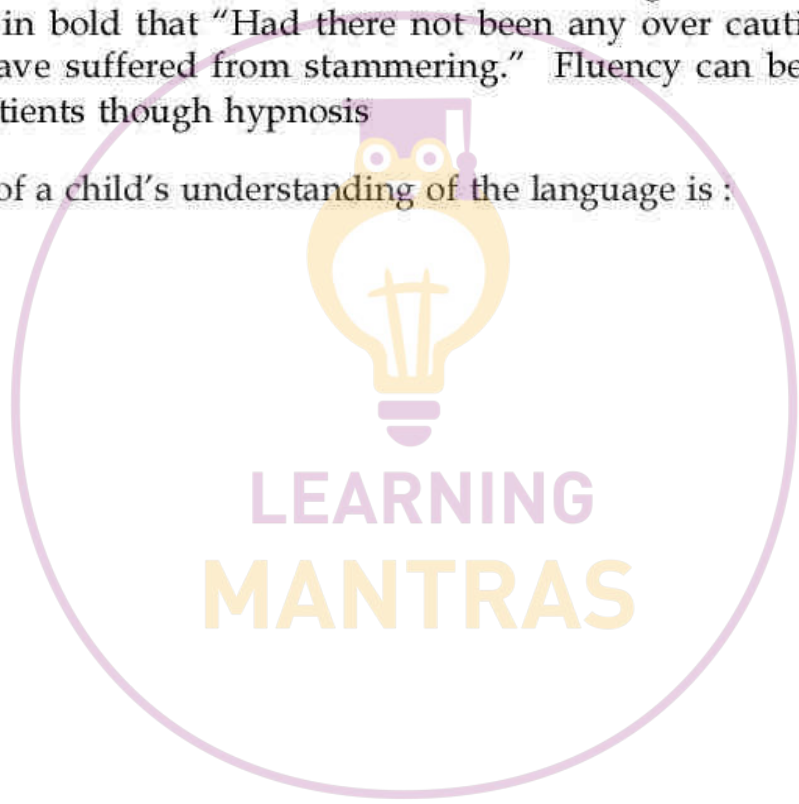 in bold that “Had there not been any over cauti
ave suffered from stammering.” Fluency can be
tients though hypnosis
of a child’s understanding of the language is :
LEARNING
MANTRAS